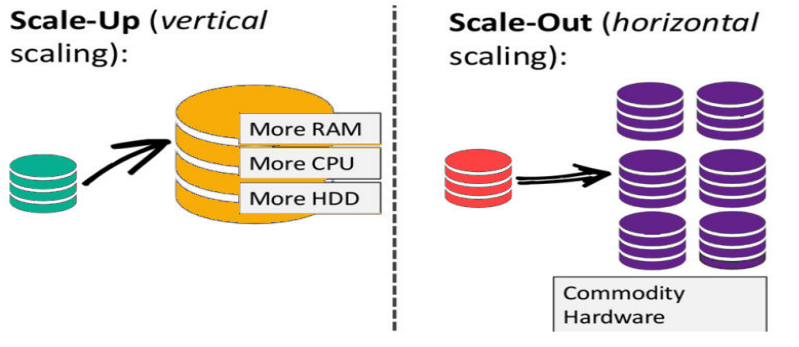 Scale-Up (vertical
scaling):
More RAM
More CPU
More HDD
Scale-Out (horizontal
scaling):
Commodity
Hardware